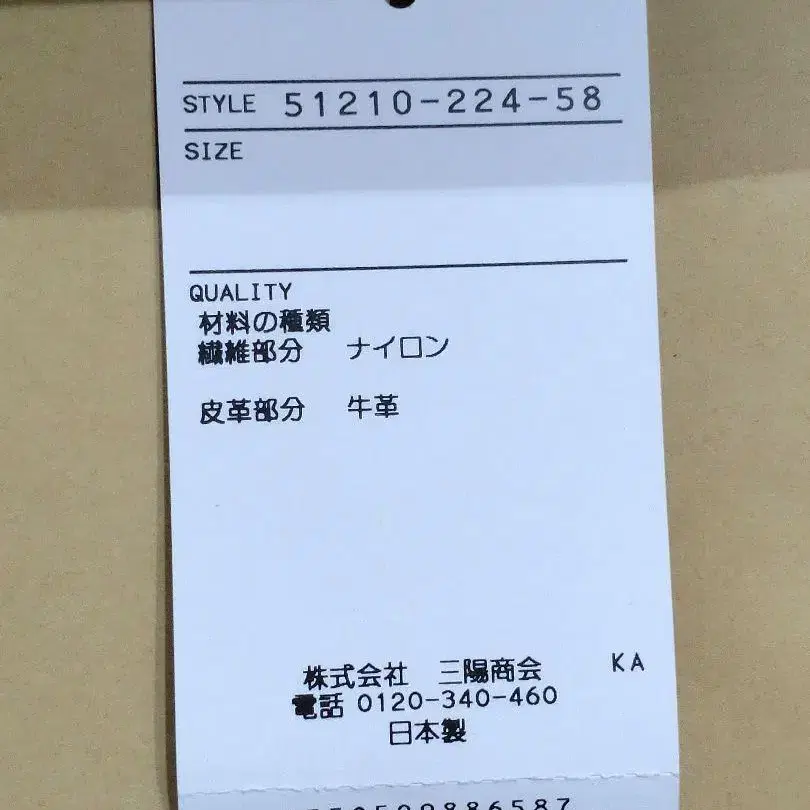 STYLE 51210-224-58
SIZE
QUALITY
材料の種類
繊維部分 ナイロン
皮革部分 牛革
株式会社 三陽商会 KA
電話 0120-340-460
日本製